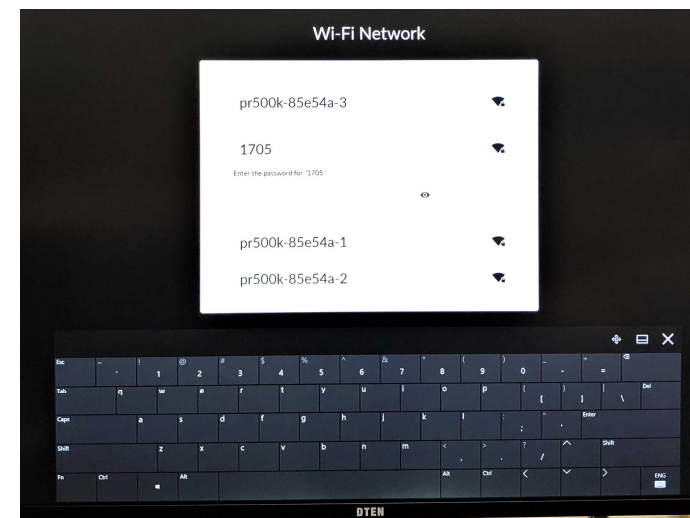 Wi-Fi Network
pr500k-85e54a-3
1705
Enter the password for '1705'
pr500k-85e54a-1
pr500k-85e54a-2
Esc ~ ` ! 1 @ 2 # 3 $ 4 % 5 ^ 6 & 7 * 8 ( 9 ) 0 _ - + =
Tab q w e r t y u i o p { [ } ] | \ Del
Caps a s d f g h j k l : ; " ' Enter
Shift z x c v b n m < , > . ? / Shift
Fn Ctrl Alt Alt Ctrl ENG
DTEN